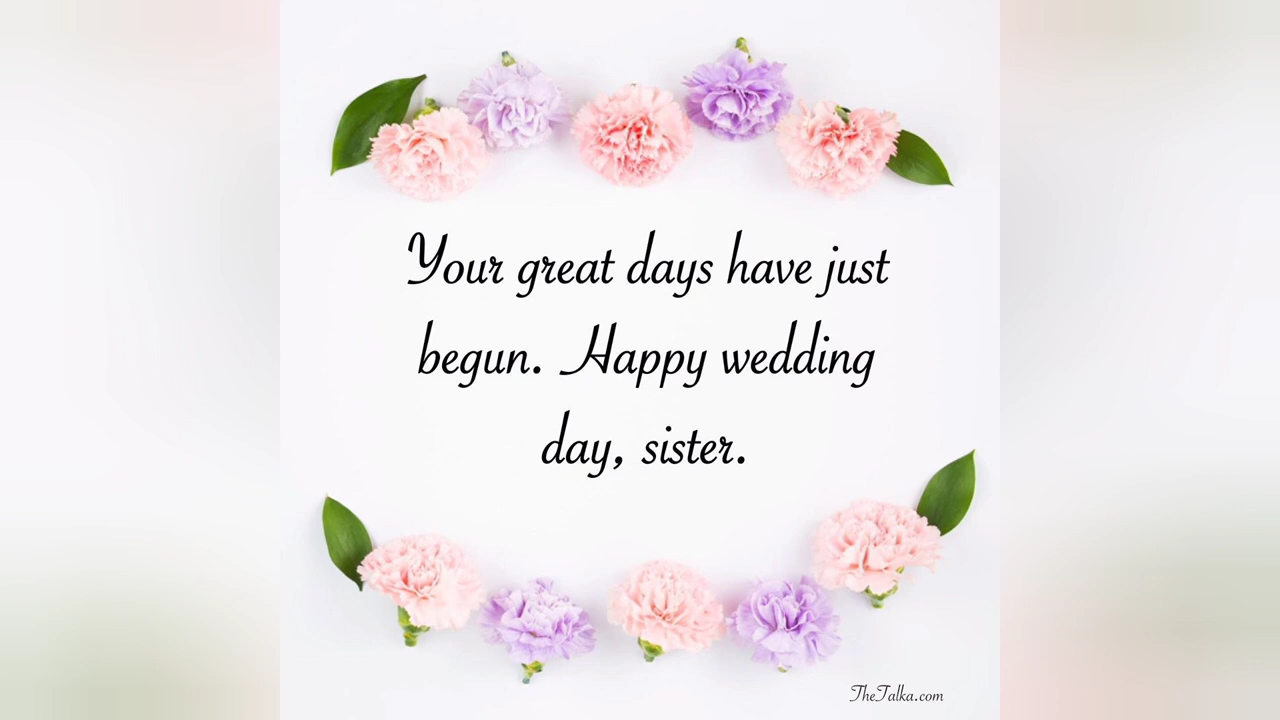 Your great days have just
begun. Happy wedding
day, sister.
TheTalka.com